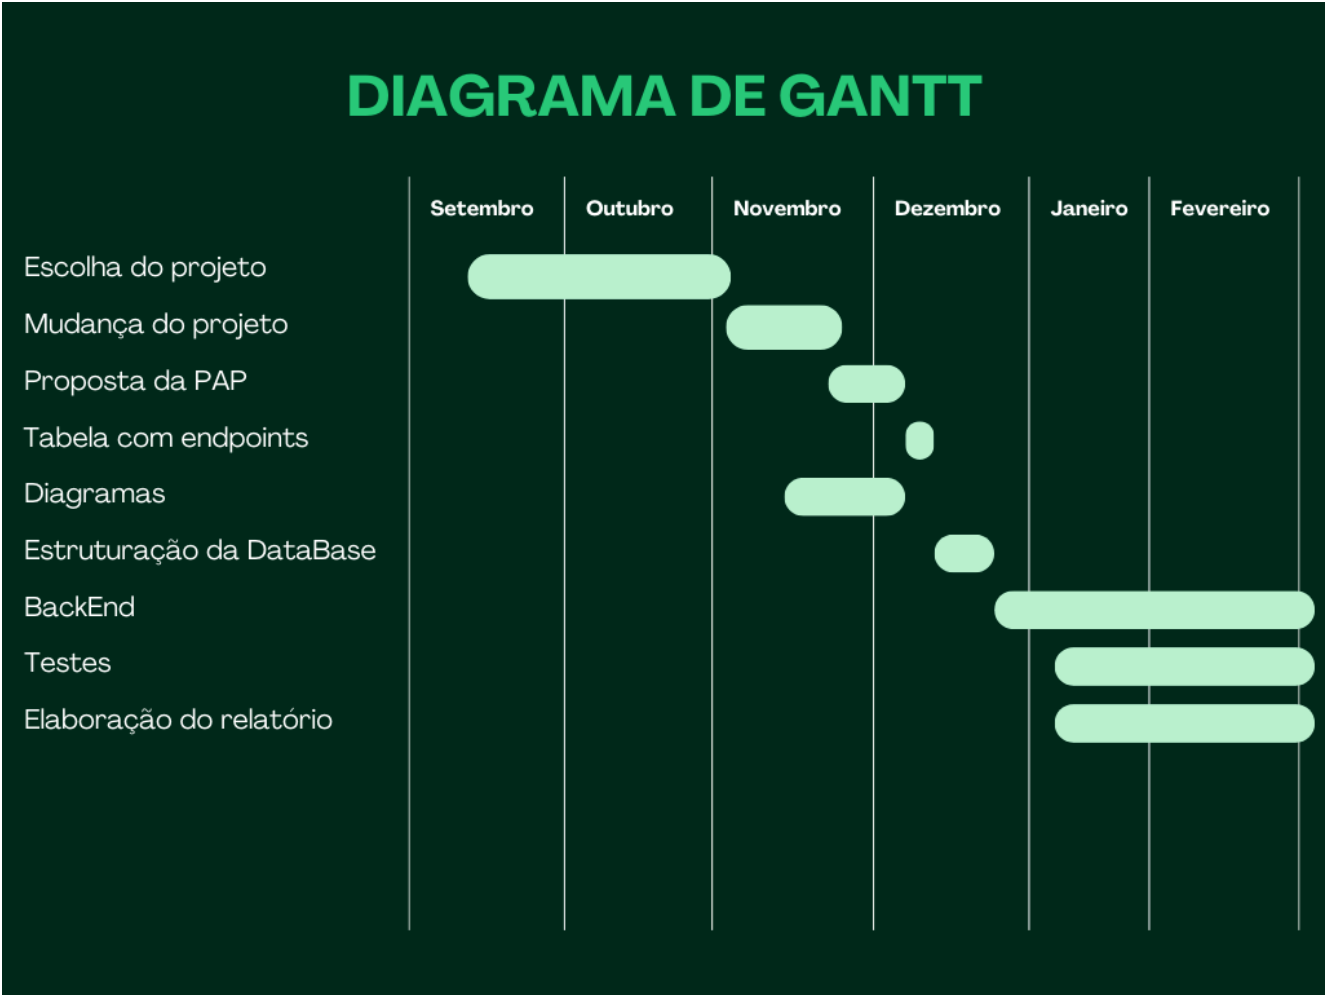 DIAGRAMA DE GANTT
Setembro Outubro Novembro Dezembro Janeiro Fevereiro
Escolha do projeto
Mudança do projeto
Proposta da PAP
Tabela com endpoints
Diagramas
Estruturação da DataBase
BackEnd
Testes
Elaboração do relatório